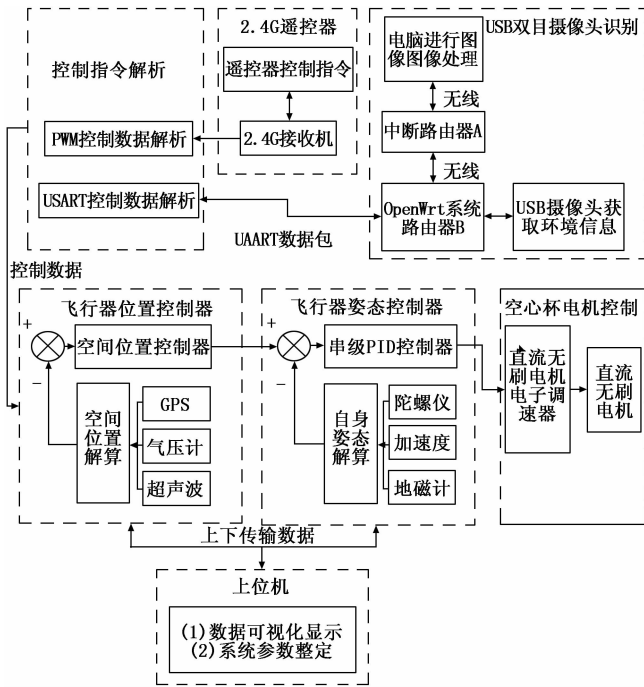 控制指令解析
PWM控制数据解析
USART控制数据解析
2.4G遥控器
遥控器控制指令
2.4G接收机
USB双目摄像头识别
电脑进行图
像图像处理
无线
中断路由器A
无线
OpenWrt系统
路由器B
USB摄像头获
取环境信息
UAART数据包
控制数据
飞行器位置控制器
+
空间位置控制器
−
空间
位置
解算
GPS
气压计
超声波
飞行器姿态控制器
+
串级PID控制器
−
自身
姿态
解算
陀螺仪
加速度
地磁计
空心杯电机控制
直流无
刷电机
电子调
速器
直流
无刷
电机
上下传输数据
上位机
(1)数据可视化显示
(2)系统参数整定